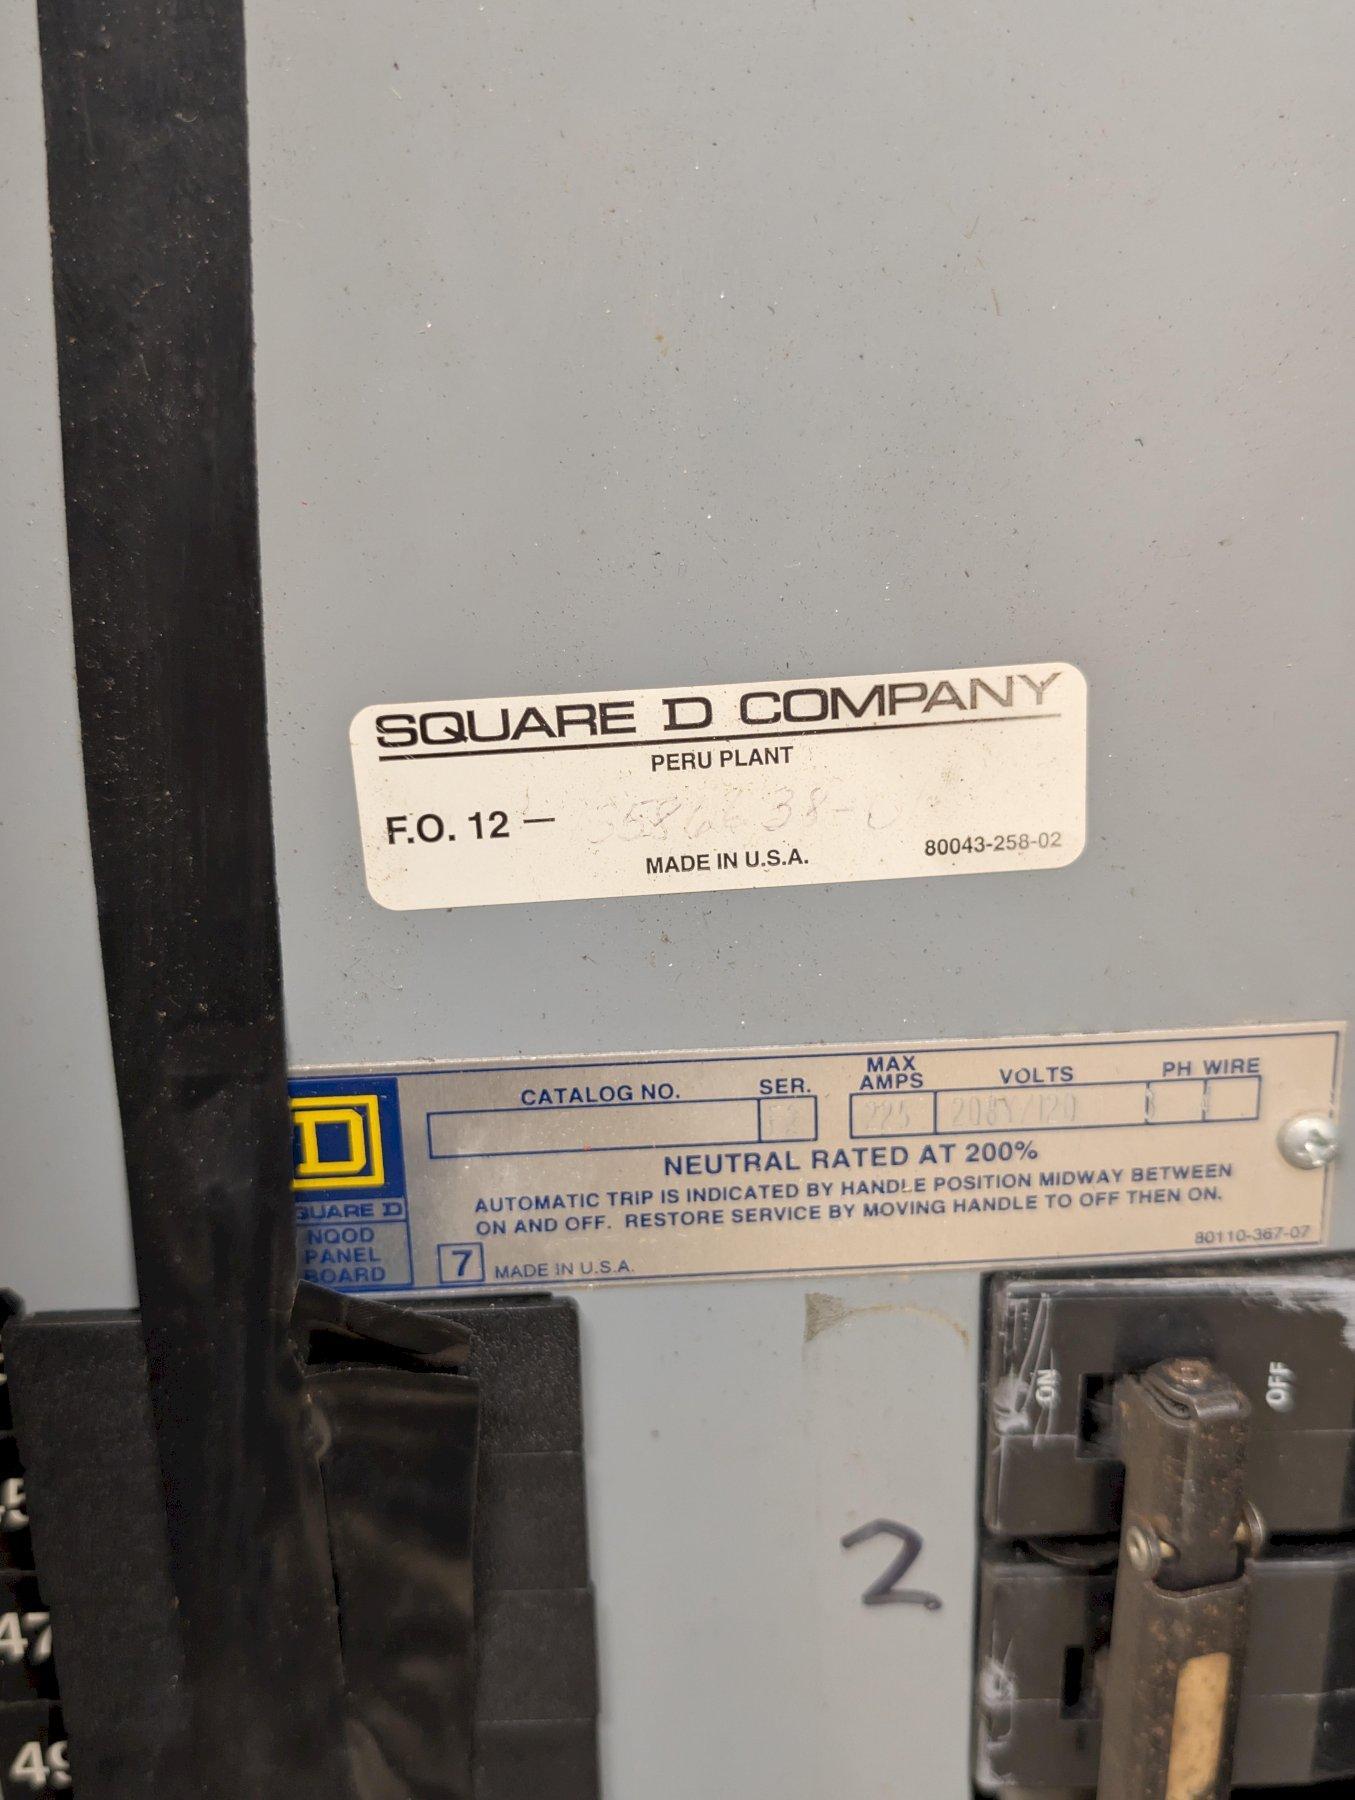 SQUARE D COMPANY
PERU PLANT
F.O. 12 —
MADE IN U.S.A.
80043-258-02
CATALOG NO.
SER.
MAX
AMPS
VOLTS
PH WIRE
225
208Y/120
NEUTRAL RATED AT 200%
AUTOMATIC TRIP IS INDICATED BY HANDLE POSITION MIDWAY BETWEEN
ON AND OFF. RESTORE SERVICE BY MOVING HANDLE TO OFF THEN ON.
80110-367-07
7
MADE IN U.S.A.
D
SQUARE D
NQOD
PANEL
BOARD
ON
OFF
2
47
49